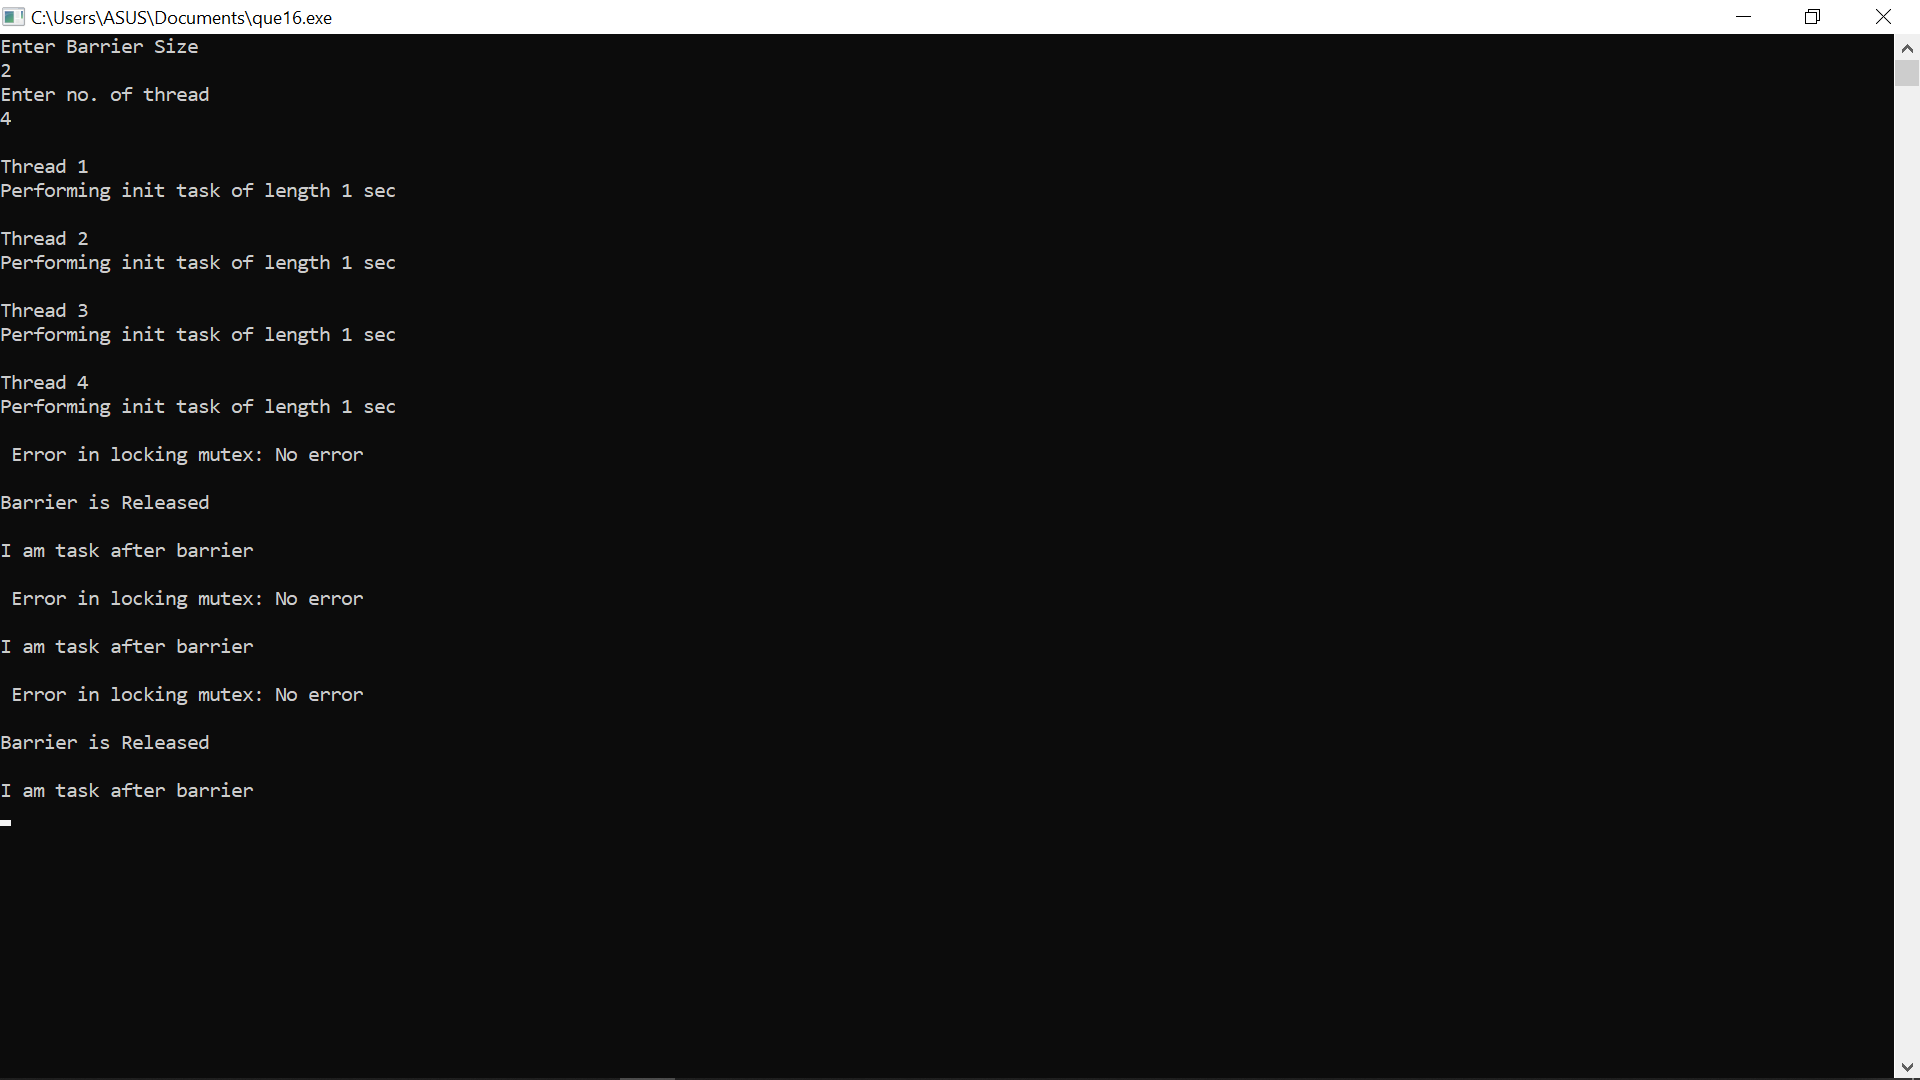 C:\Users\ASUS\Documents\que16.exe
Enter Barrier Size
2
Enter no. of thread
4
Thread 1
Performing init task of length 1 sec
Thread 2
Performing init task of length 1 sec
Thread 3
Performing init task of length 1 sec
Thread 4
Performing init task of length 1 sec
Error in locking mutex: No error
Barrier is Released
I am task after barrier
Error in locking mutex: No error
I am task after barrier
Error in locking mutex: No error
Barrier is Released
I am task after barrier